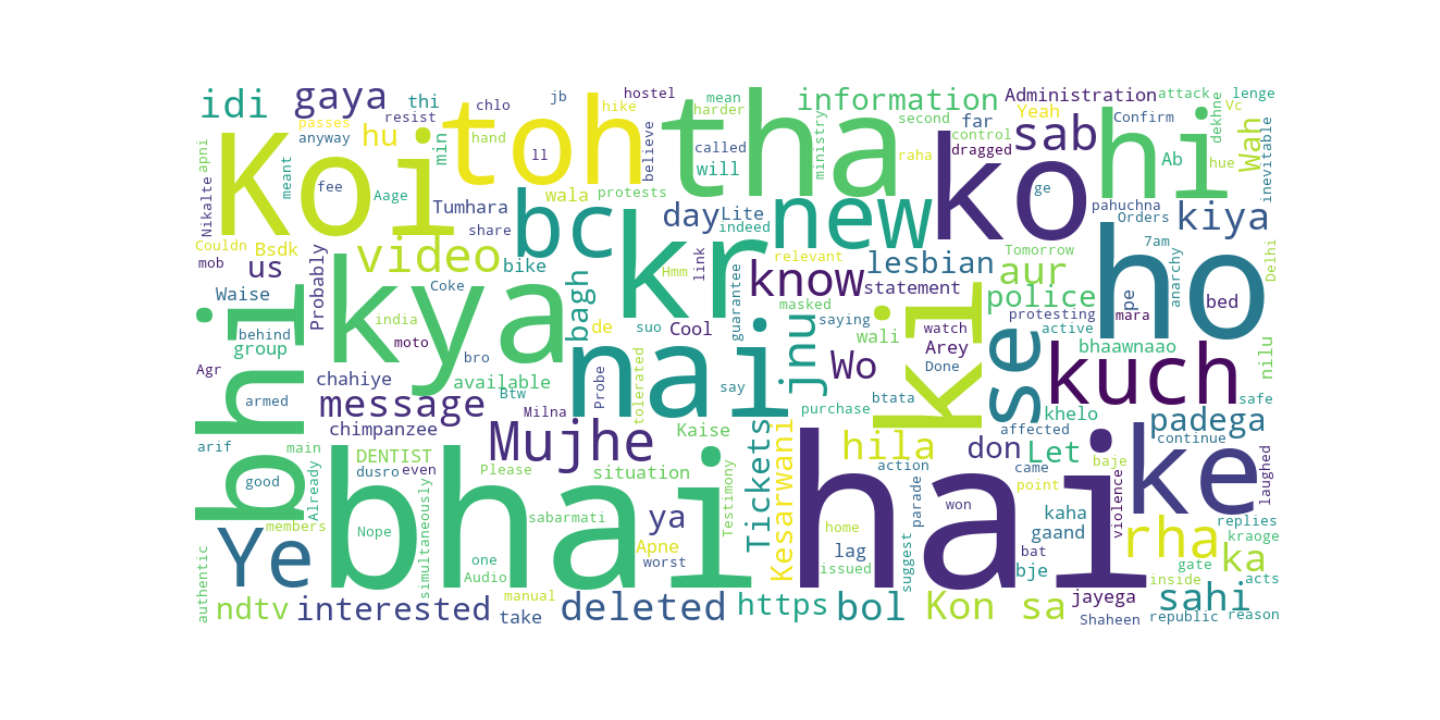 idi
gaya
thi
chlo
jb
hostel
mean
information
Administration
attack
lenge
passes
resist
hike
harder
second
far
Yeah
Confirm
Vc
anyway
hu
min
toh
hand
ll
believe
called
tha
ministry
control
sab
dekhne
Wah
apni
Koi
will
raha
dragged
ko
Ab
hi
hue
inevitable
Nikalte
meant
fee
Aage
wala
protests
ge
pahuchna
Tumhara
bc
day
Lite
new
Orders
kiya
share
indeed
Couldn
Bsdk
video
kr
relevant
lesbian
Tomorrow
7am
Delhi
mob
us
Probably
bike
Hmm
link
know
aur
ho
Waise
Coke
bagh
guarantee
statement
police
anarchy
kya
de
masked
protesting
pe
bed
bhi
india
suo
Cool
saying
ki
mara
behind
moto
bro
jnu
wali
watch
active
group
nai
Arey
se
bhaawnaao
nilu
Agr
chahiye
available
Probe
say
Wo
Done
kuch
armed
message
Btw
Milna
tolerated
purchase
btata
khelo
safe
chimpanzee
Mujhe
Kaise
Tickets
Kesarwani
hila
don
Let
affected
padega
arif
main
DENTIST
dusro
even
Please
situation
action
came
baje
continue
ke
laughed
good
Already
simultaneously
Testimony
point
members
Nope
bhai
sabarmati
ya
home
hai
parade
won
kaha
gaand
violence
rha
replies
kraoge
Ye
one
Apne
lag
bat
gate
ka
Audio
worst
issued
suggest
bje
inside
acts
authentic
ndtv
interested
take
manual
deleted
https
bol
Kon sa
jayega
Shaheen
republic
sahi
reason